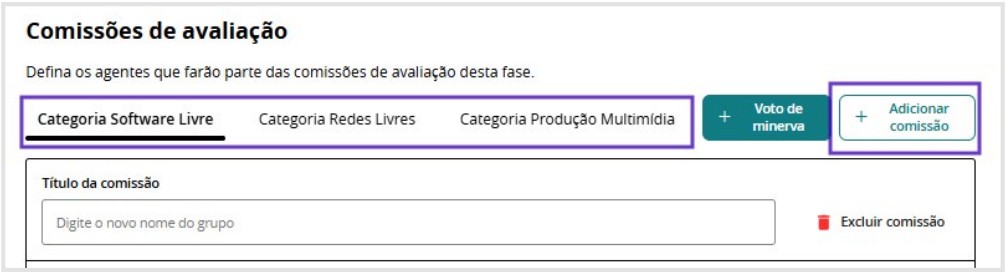 Comissões de avaliação
Defina os agentes que farão parte das comissões de avaliação desta fase.
Categoria Software Livre
Categoria Redes Livres
Categoria Produção Multimídia
+ Voto de
minerva
+ Adicionar
comissão
Título da comissão
Digite o novo nome do grupo
Excluir comissão